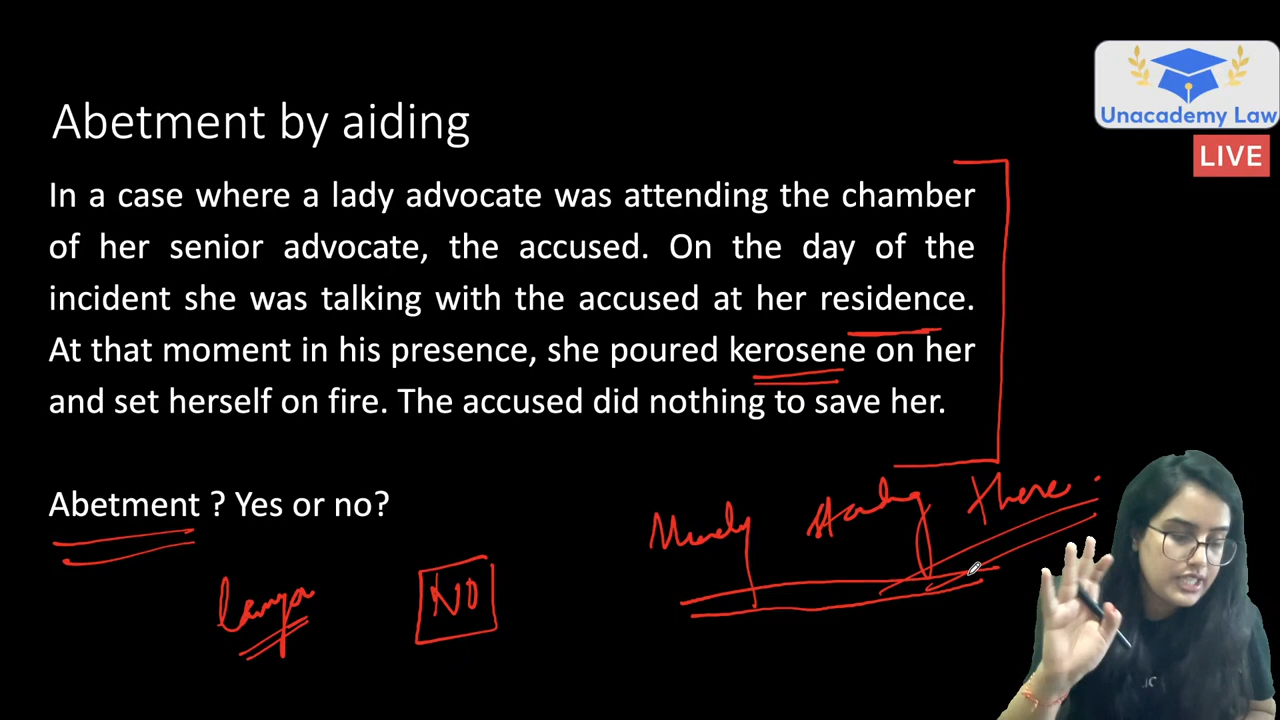 Unacademy Law
LIVE
Abetment by aiding
In a case where a lady advocate was attending the chamber
of her senior advocate, the accused. On the day of the
incident she was talking with the accused at her residence.
At that moment in his presence, she poured kerosene on her
and set herself on fire. The accused did nothing to save her.
Abetment ? Yes or no?
Merely standing there.
NO